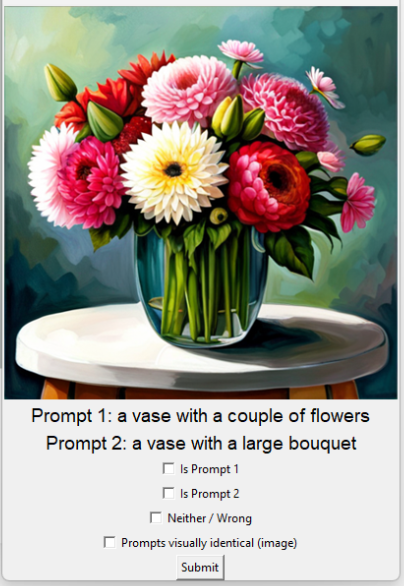 Prompt 1: a vase with a couple of flowers
Prompt 2: a vase with a large bouquet
Is Prompt 1
Is Prompt 2
Neither / Wrong
Prompts visually identical (image)
Submit